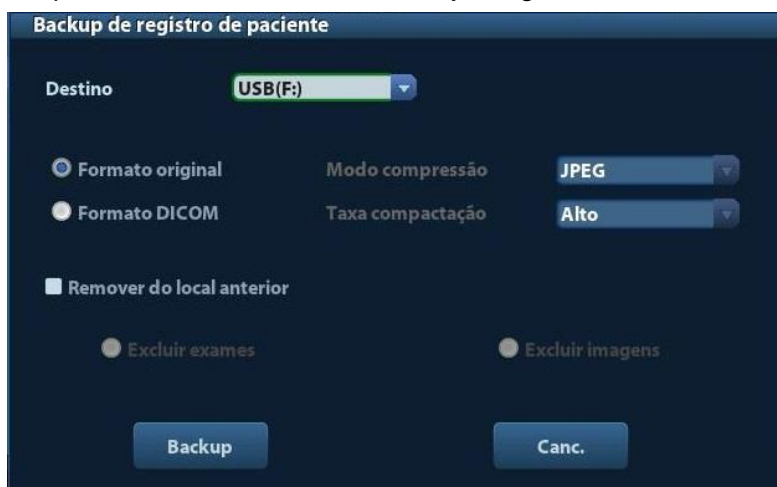 Backup de registro de paciente
Destino USB(F:)
Formato original Modo compressão JPEG
Formato DICOM Taxa compactação Alto
Remover do local anterior
Excluir exames Excluir imagens
Backup Canc.